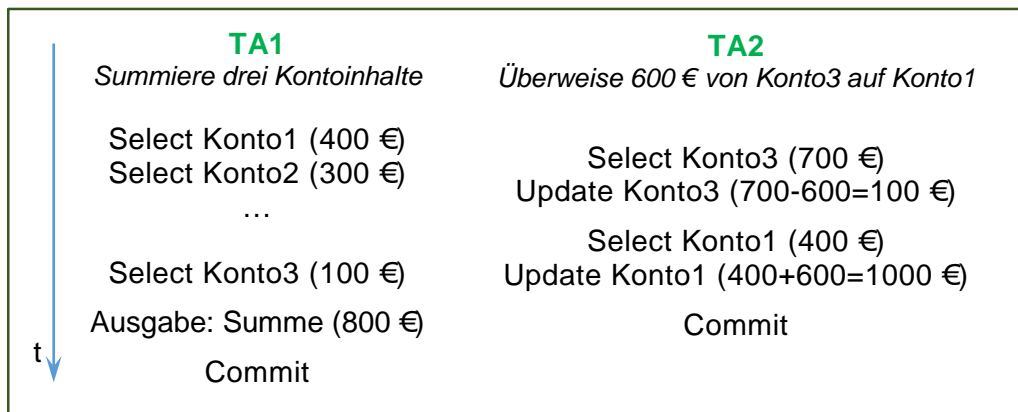 TA1
Summiere drei Kontoinhalte
Select Konto1 (400 €)
Select Konto2 (300 €)
…
Select Konto3 (100 €)
Ausgabe: Summe (800 €)
Commit
TA2
Überweise 600 € von Konto3 auf Konto1
Select Konto3 (700 €)
Update Konto3 (700-600=100 €)
Select Konto1 (400 €)
Update Konto1 (400+600=1000 €)
Commit
t